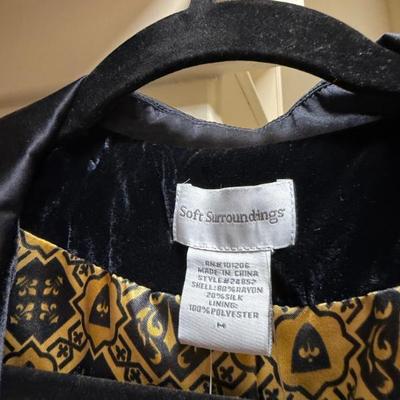 Soft Surroundings
RN#101206
MADE IN CHINA
STYLE#24852
SHELL:80%RAYON
20%SILK
LINING:
100%POLYESTER
M